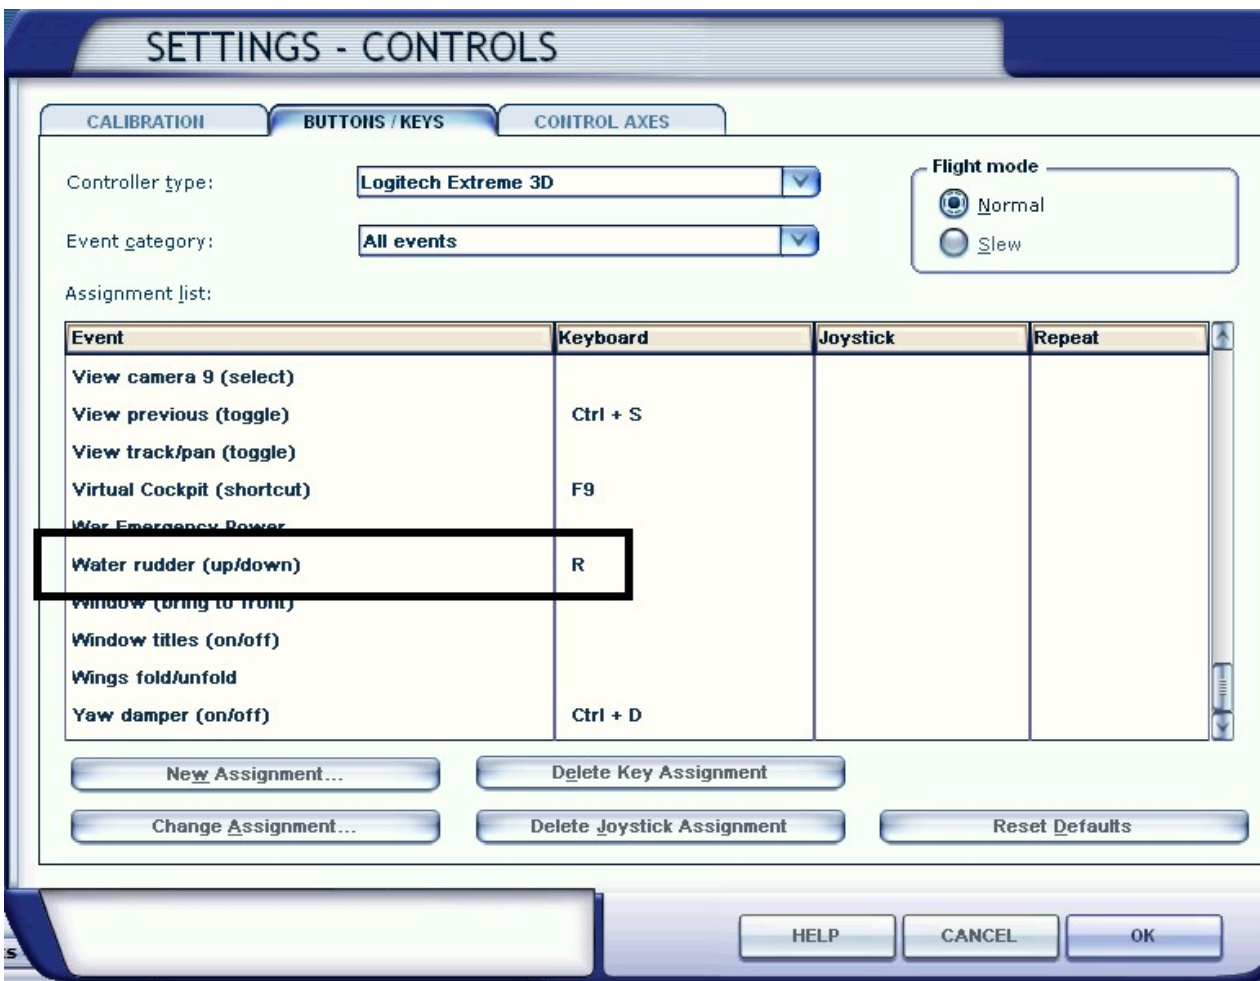 SETTINGS - CONTROLS
CALIBRATION BUTTONS / KEYS CONTROL AXES
Controller type: Logitech Extreme 3D
Flight mode
Normal
Event category: All events
Slew
Assignment list:
Event Keyboard Joystick Repeat
View camera 9 (select)
View previous (toggle) Ctrl + S
View track/pan (toggle)
Virtual Cockpit (shortcut) F9
War Emergency Power
Water rudder (up/down) R
Window (bring to front)
Window titles (on/off)
Wings fold/unfold
Yaw damper (on/off) Ctrl + D
New Assignment... Delete Key Assignment
Change Assignment... Delete Joystick Assignment Reset Defaults
HELP CANCEL OK